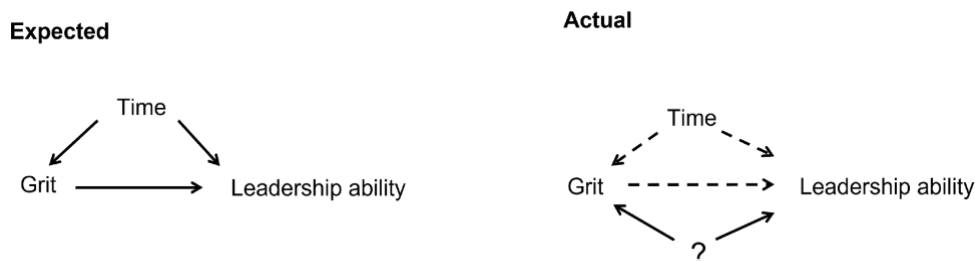 Expected
Time
Grit
Leadership ability
Actual
Time
Grit
Leadership ability
?